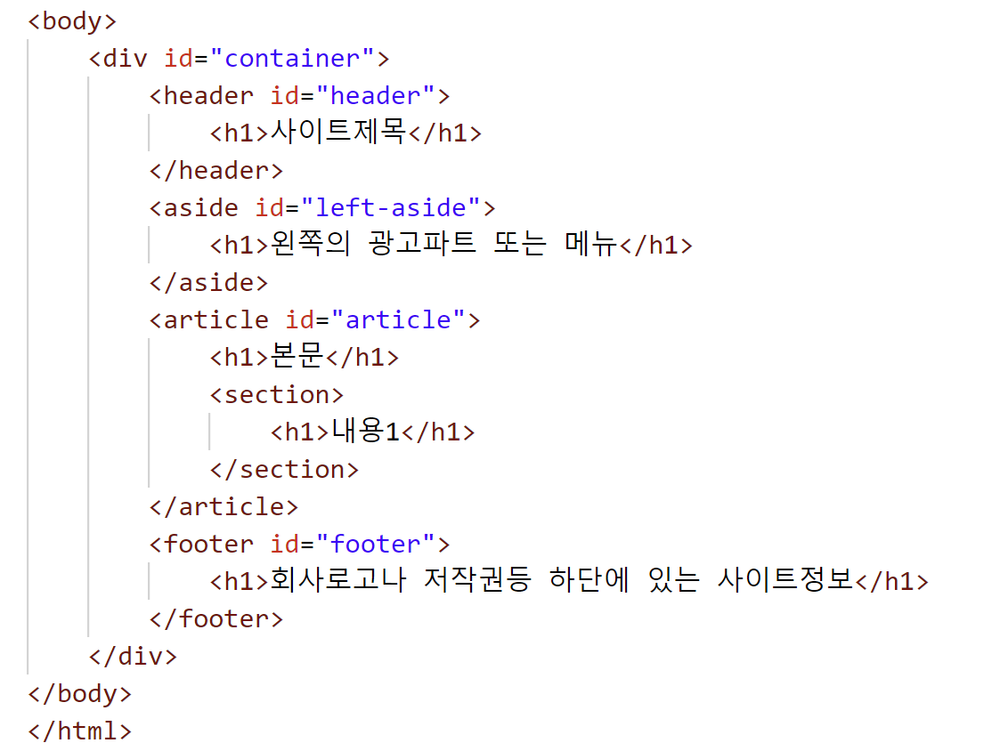 <body>
<div id="container">
<header id="header">
<h1>사이트제목</h1>
</header>
<aside id="left-aside">
<h1>왼쪽의 광고파트 또는 메뉴</h1>
</aside>
<article id="article">
<h1>본문</h1>
<section>
<h1>내용1</h1>
</section>
</article>
<footer id="footer">
<h1>회사로고나 저작권등 하단에 있는 사이트정보</h1>
</footer>
</div>
</body>
</html>